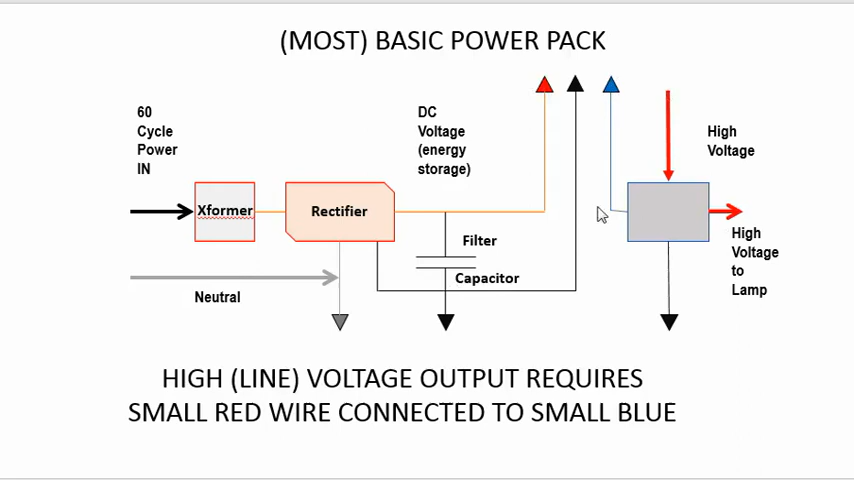 (MOST) BASIC POWER PACK
60
Cycle
Power
IN
DC
Voltage
(energy
storage)
High
Voltage
Xformer
Rectifier
Filter
Capacitor
High
Voltage
to
Lamp
Neutral
HIGH (LINE) VOLTAGE OUTPUT REQUIRES
SMALL RED WIRE CONNECTED TO SMALL BLUE